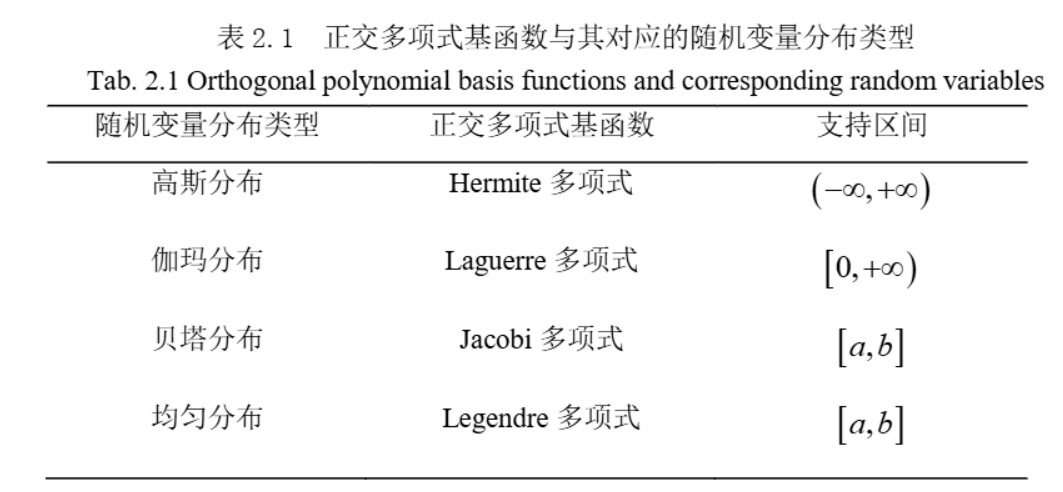 表 2.1 正交多项式基函数与其对应的随机变量分布类型
Tab. 2.1 Orthogonal polynomial basis functions and corresponding random variables
随机变量分布类型 正交多项式基函数 支持区间
高斯分布 Hermite 多项式 (−∞,+∞)
伽玛分布 Laguerre 多项式 [0,+∞)
贝塔分布 Jacobi 多项式 [a,b]
均匀分布 Legendre 多项式 [a,b]